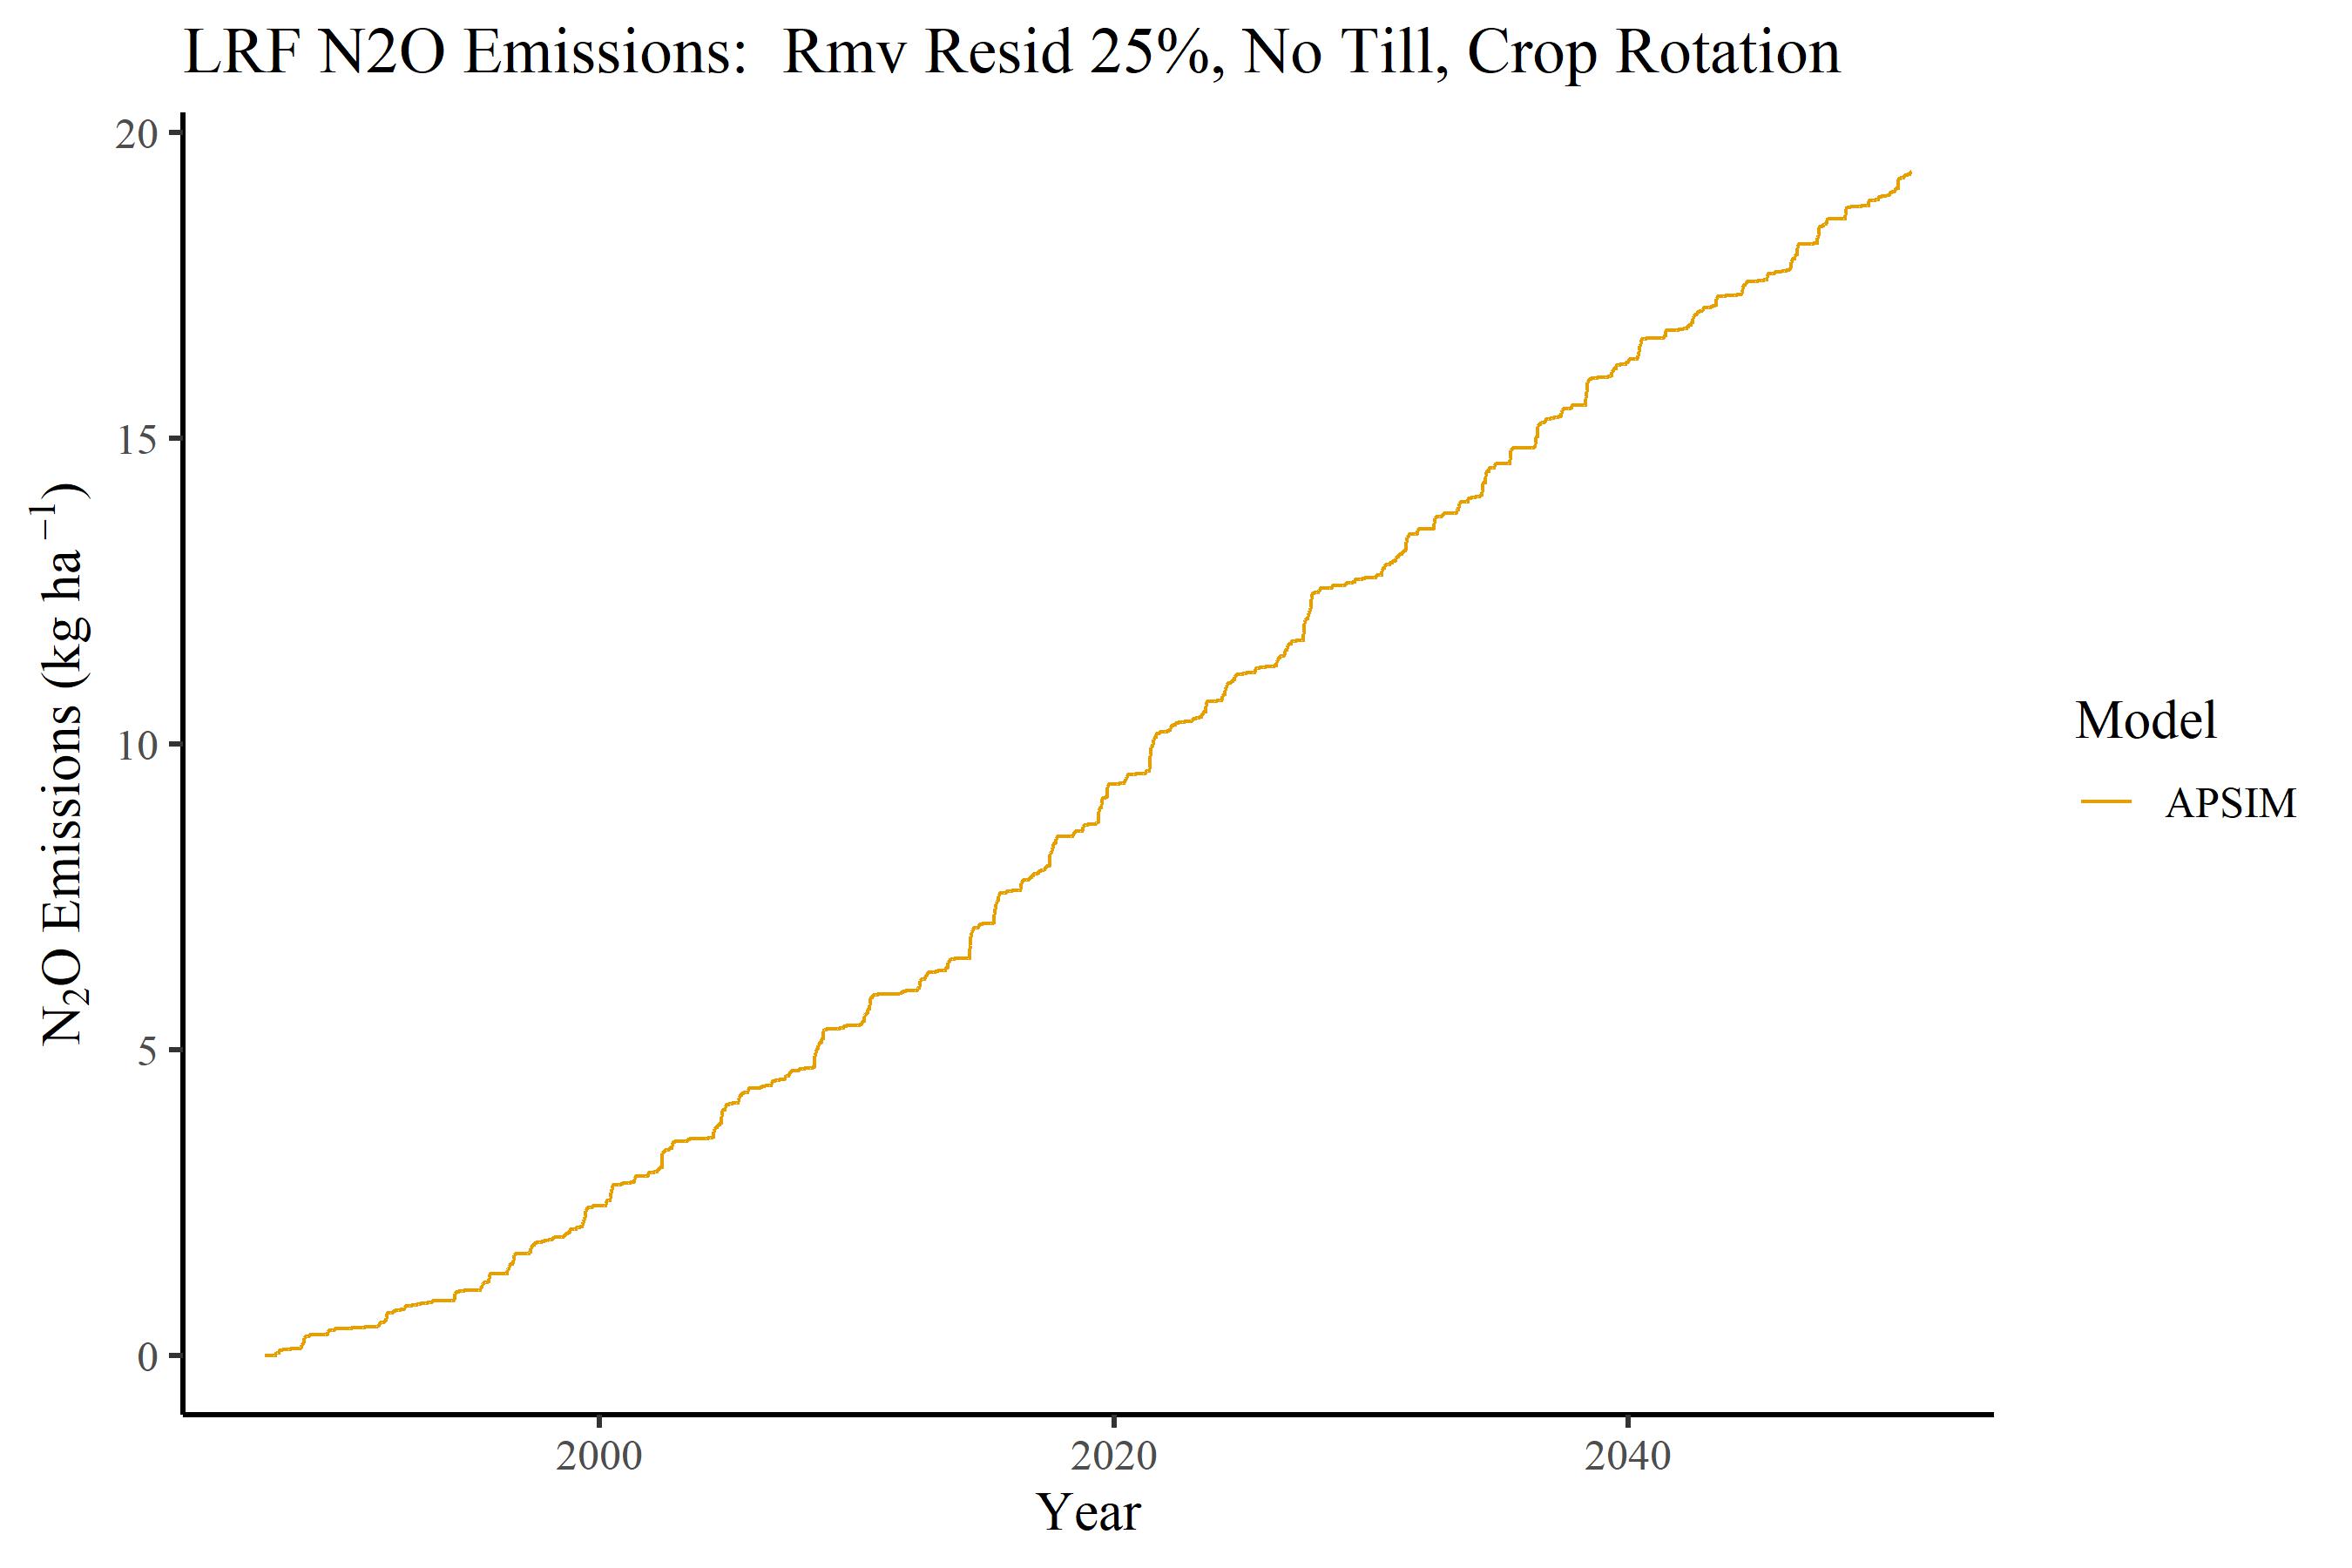 LRF N2O Emissions:  Rmv Resid 25%, No Till, Crop Rotation
20
15
10
5
0
N₂O Emissions (kg ha⁻¹)
2000
2020
2040
Year
Model
APSIM